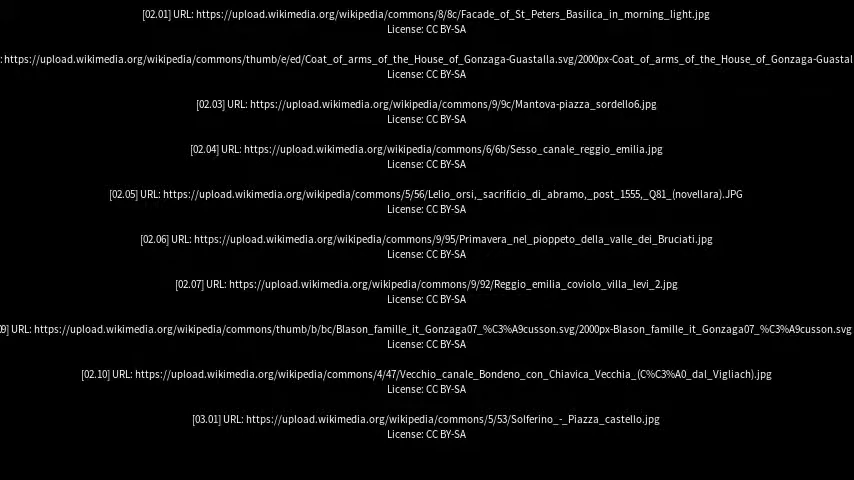 [02.01] URL: https://upload.wikimedia.org/wikipedia/commons/8/8c/Facade_of_St_Peters_Basilica_in_morning_light.jpg
License: CC BY-SA
: https://upload.wikimedia.org/wikipedia/commons/thumb/e/ed/Coat_of_arms_of_the_House_of_Gonzaga-Guastalla.svg/2000px-Coat_of_arms_of_the_House_of_Gonzaga-Guastal
License: CC BY-SA
[02.03] URL: https://upload.wikimedia.org/wikipedia/commons/9/9c/Mantova-piazza_sordello6.jpg
License: CC BY-SA
[02.04] URL: https://upload.wikimedia.org/wikipedia/commons/6/6b/Sesso_canale_reggio_emilia.jpg
License: CC BY-SA
[02.05] URL: https://upload.wikimedia.org/wikipedia/commons/5/56/Lelio_orsi,_sacrificio_di_abramo,_post_1555,_Q81_(novellara).JPG
License: CC BY-SA
[02.06] URL: https://upload.wikimedia.org/wikipedia/commons/9/95/Primavera_nel_pioppeto_della_valle_dei_Bruciati.jpg
License: CC BY-SA
[02.07] URL: https://upload.wikimedia.org/wikipedia/commons/9/92/Reggio_emilia_coviolo_villa_levi_2.jpg
License: CC BY-SA
9] URL: https://upload.wikimedia.org/wikipedia/commons/thumb/b/bc/Blason_famille_it_Gonzaga07_%C3%A9cusson.svg/2000px-Blason_famille_it_Gonzaga07_%C3%A9cusson.svg
License: CC BY-SA
[02.10] URL: https://upload.wikimedia.org/wikipedia/commons/4/47/Vecchio_canale_Bondeno_con_Chiavica_Vecchia_(C%C3%A0_dal_Vigliach).jpg
License: CC BY-SA
[03.01] URL: https://upload.wikimedia.org/wikipedia/commons/5/53/Solferino_-_Piazza_castello.jpg
License: CC BY-SA